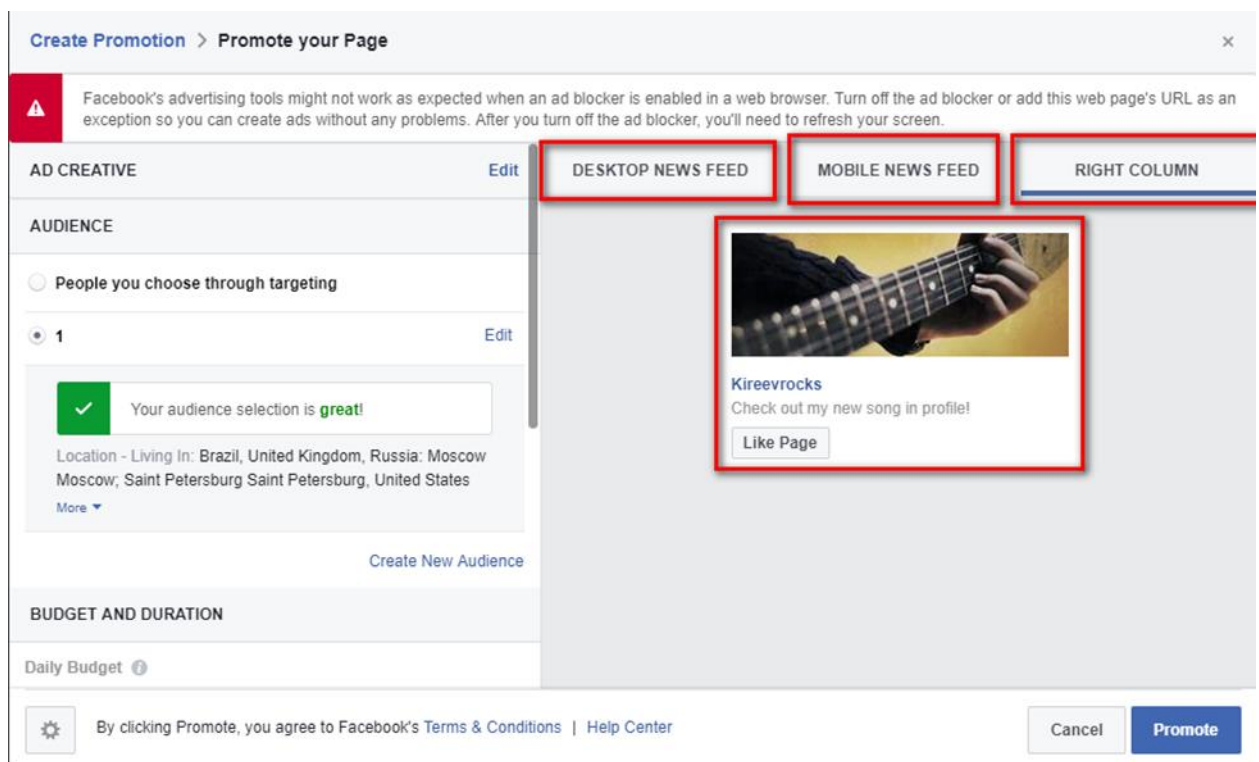 Create Promotion > Promote your Page
Facebook's advertising tools might not work as expected when an ad blocker is enabled in a web browser. Turn off the ad blocker or add this web page's URL as an
exception so you can create ads without any problems. After you turn off the ad blocker, you'll need to refresh your screen.
AD CREATIVE Edit
DESKTOP NEWS FEED MOBILE NEWS FEED RIGHT COLUMN
AUDIENCE
People you choose through targeting
1 Edit
Your audience selection is great!
Location - Living In: Brazil, United Kingdom, Russia: Moscow
Moscow; Saint Petersburg Saint Petersburg, United States
More
Create New Audience
BUDGET AND DURATION
Daily Budget
Kireevrocks
Check out my new song in profile!
Like Page
By clicking Promote, you agree to Facebook's Terms & Conditions | Help Center
Cancel Promote